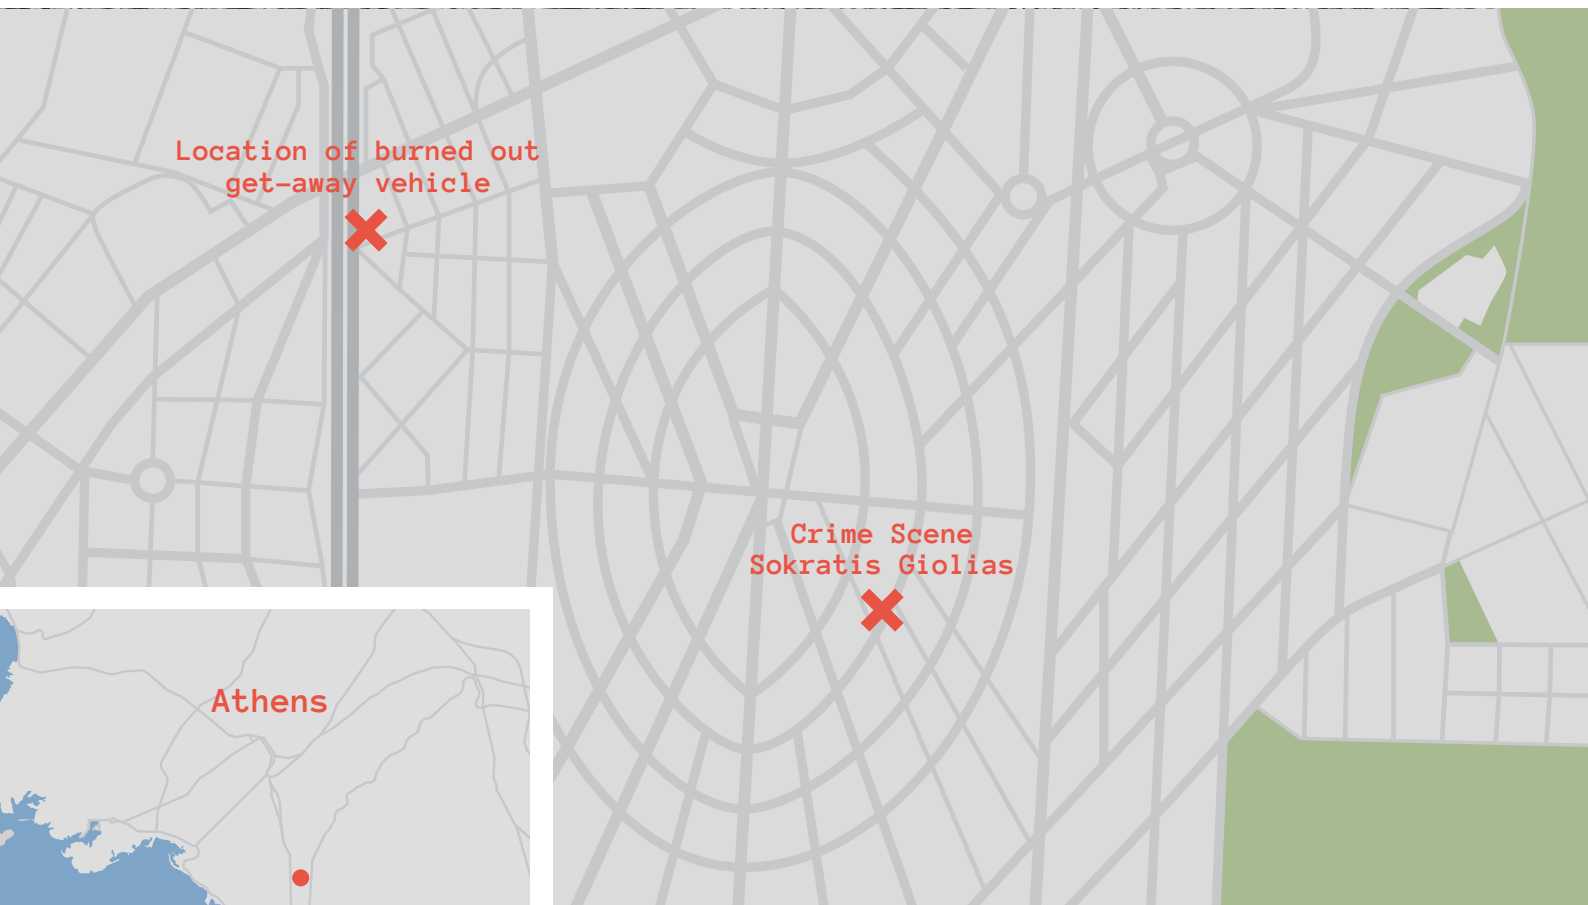 Location of burned out
get-away vehicle
Crime Scene
Sokratis Giolias
Athens